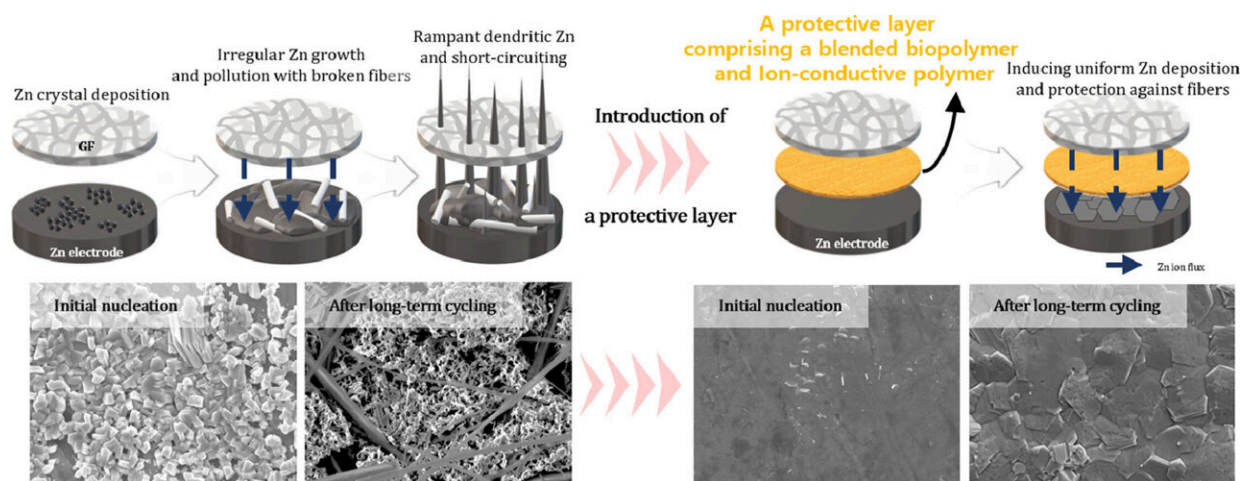 Zn crystal deposition
GF
Zn electrode
Irregular Zn growth
and pollution with broken fibers
Rampant dendritic Zn
and short-circuiting
Introduction of
a protective layer
A protective layer
comprising a blended biopolymer
and Ion-conductive polymer
Zn electrode
Inducing uniform Zn deposition
and protection against fibers
Zn ion flux
Initial nucleation
After long-term cycling
Initial nucleation
After long-term cycling